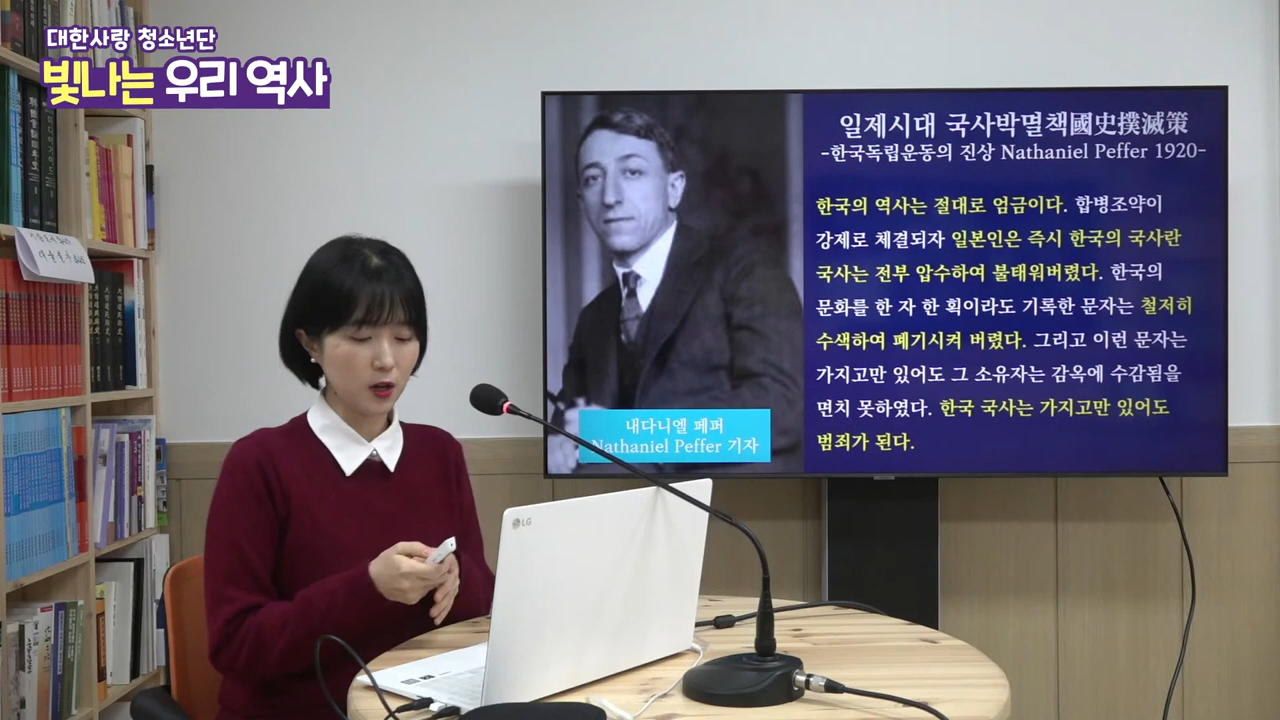 대한사랑 청소년단
빛나는 우리 역사
일제시대 국사박멸책國史撲滅策
-한국독립운동의 진상 Nathaniel Peffer 1920-
한국의 역사는 절대로 엄금이다. 합병조약이
강제로 체결되자 일본인은 즉시 한국의 국사란
국사는 전부 압수하여 불태워버렸다. 한국의
문화를 한 자 한 획이라도 기록한 문자는 철저히
수색하여 폐기시켜 버렸다. 그리고 이런 문자는
가지고만 있어도 그 소유자는 감옥에 수감됨을
면치 못하였다. 한국 국사는 가지고만 있어도
범죄가 된다.
내다니엘 페퍼
Nathaniel Peffer 기자
LG